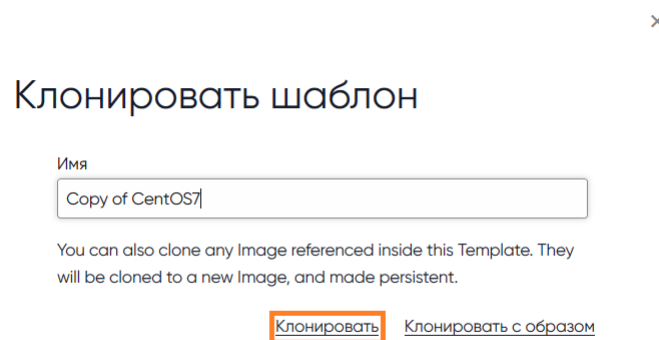 Клонировать шаблон
Имя
Copy of CentOS7
You can also clone any Image referenced inside this Template. They
will be cloned to a new Image, and made persistent.
Клонировать Клонировать с образом